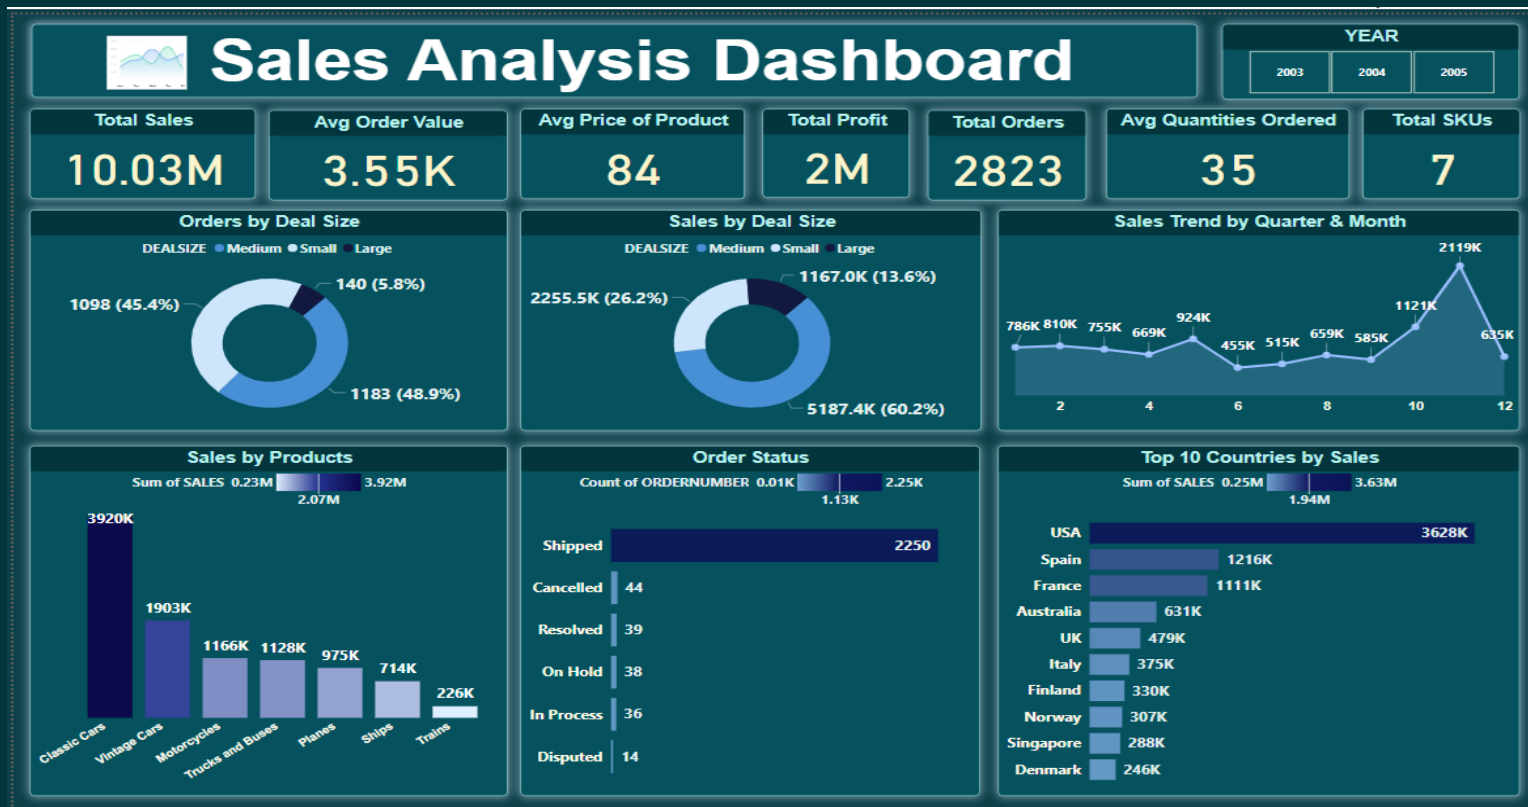 Sales Analysis Dashboard
YEAR
2003 2004 2005
Total Sales
10.03M
Avg Order Value
3.55K
Avg Price of Product
84
Total Profit
2M
Total Orders
2823
Avg Quantities Ordered
35
Total SKUs
7
Orders by Deal Size
DEALSIZE Medium Small Large
140 (5.8%)
1098 (45.4%)
1183 (48.9%)
Sales by Deal Size
DEALSIZE Medium Small Large
1167.0K (13.6%)
2255.5K (26.2%)
5187.4K (60.2%)
Sales Trend by Quarter & Month
786K 810K 755K 669K 924K 455K 515K 659K 585K 1121K 2119K 635K
2 4 6 8 10 12
Sales by Products
Sum of SALES 0.23M 3.92M
2.07M
3920K
1903K
1166K
1128K
975K
714K
226K
Classic Cars
Vintage Cars
Motorcycles
Trucks and Buses
Planes
Ships
Trains
Order Status
Count of ORDERNUMBER 0.01K 2.25K
1.13K
Shipped 2250
Cancelled 44
Resolved 39
On Hold 38
In Process 36
Disputed 14
Top 10 Countries by Sales
Sum of SALES 0.25M 3.63M
1.94M
USA 3628K
Spain 1216K
France 1111K
Australia 631K
UK 479K
Italy 375K
Finland 330K
Norway 307K
Singapore 288K
Denmark 246K